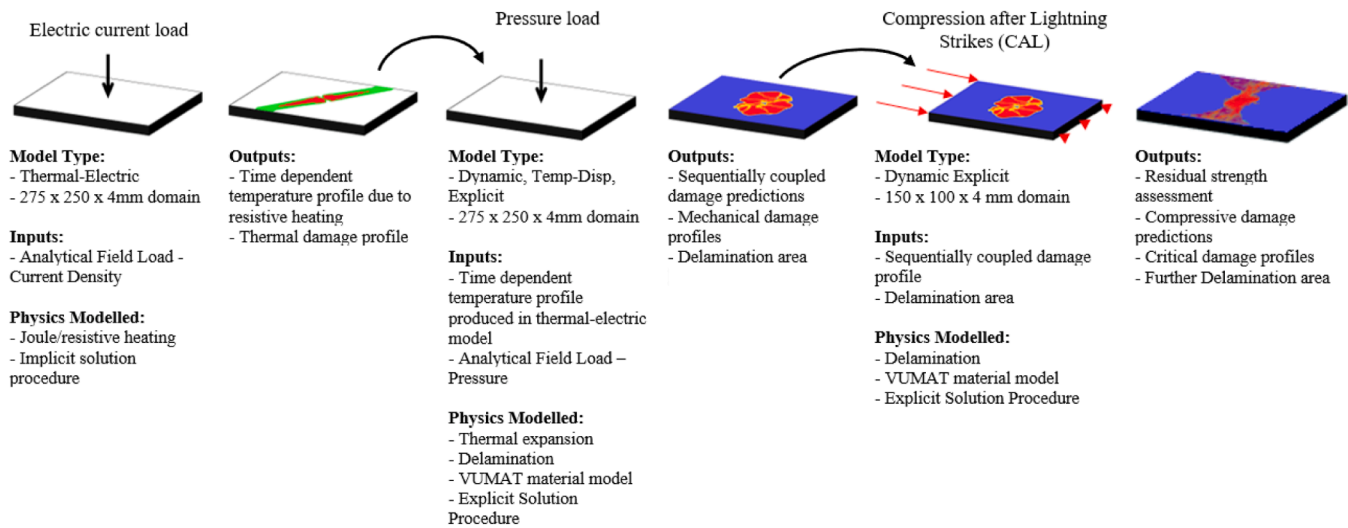 Electric current load
Model Type:
- Thermal-Electric
- 275 x 250 x 4mm domain
Inputs:
- Analytical Field Load -
Current Density
Physics Modelled:
- Joule/resistive heating
- Implicit solution
procedure
Outputs:
- Time dependent
temperature profile due to
resistive heating
- Thermal damage profile
Pressure load
Model Type:
- Dynamic, Temp-Disp,
Explicit
- 275 x 250 x 4mm domain
Inputs:
- Time dependent
temperature profile
produced in thermal-electric
model
- Analytical Field Load –
Pressure
Physics Modelled:
- Thermal expansion
- Delamination
- VUMAT material model
- Explicit Solution
Procedure
Outputs:
- Sequentially coupled
damage predictions
- Mechanical damage
profiles
- Delamination area
Compression after Lightning
Strikes (CAL)
Model Type:
- Dynamic Explicit
- 150 x 100 x 4 mm domain
Inputs:
- Sequentially coupled damage
profile
- Delamination area
Physics Modelled:
- Delamination
- VUMAT material model
- Explicit Solution Procedure
Outputs:
- Residual strength
assessment
- Compressive damage
predictions
- Critical damage profiles
- Further Delamination area